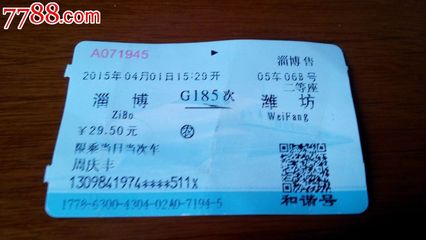 7788.com
A071945
淄博售
2015年04月01日15:29开
05车06B号
二等座
淄博
G185次
潍坊
ZiBo
WeiFang
￥29.50元
限乘当日当次车
周庆丰
1309841974****511X
和谐号
1778-6300-4304-02A0-7194-5